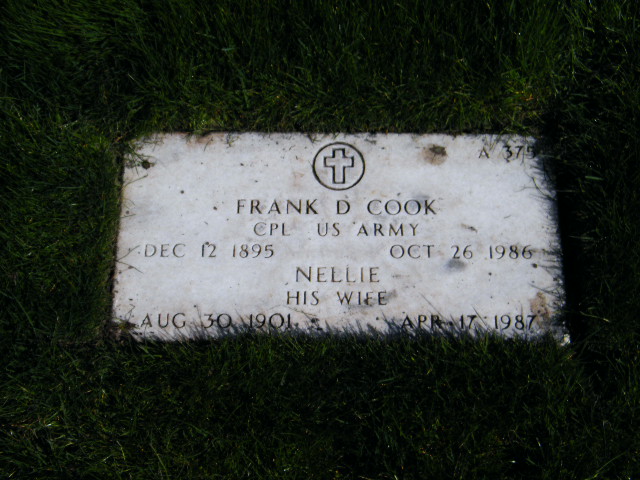 A 375
FRANK D COOK
CPL US ARMY
DEC 12 1895 OCT 26 1986
NELLIE
HIS WIFE
AUG 30 1901 APR 17 1987